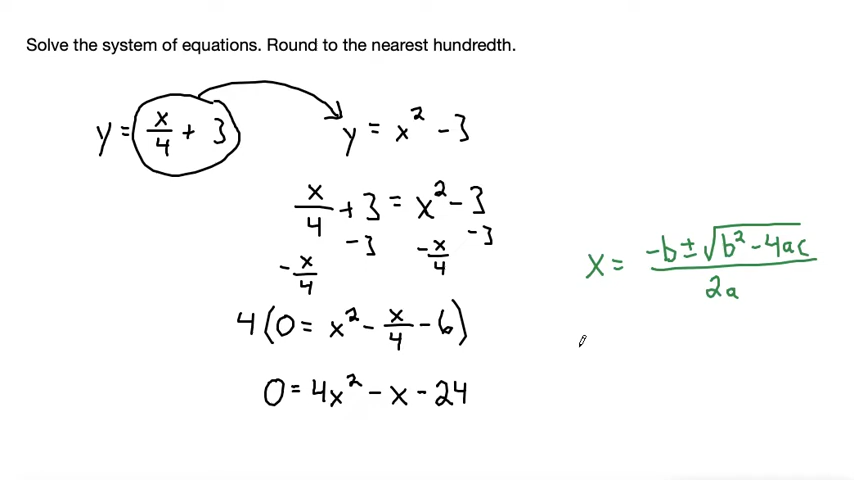 Solve the system of equations. Round to the nearest hundredth.
y = x/4 + 3 y = x² - 3
x/4 + 3 = x² - 3
-x/4 -3 -x/4 -3
4(0 = x² - x/4 - 6)
0 = 4x² - x - 24
x = (-b ± √(b² - 4ac))/2a